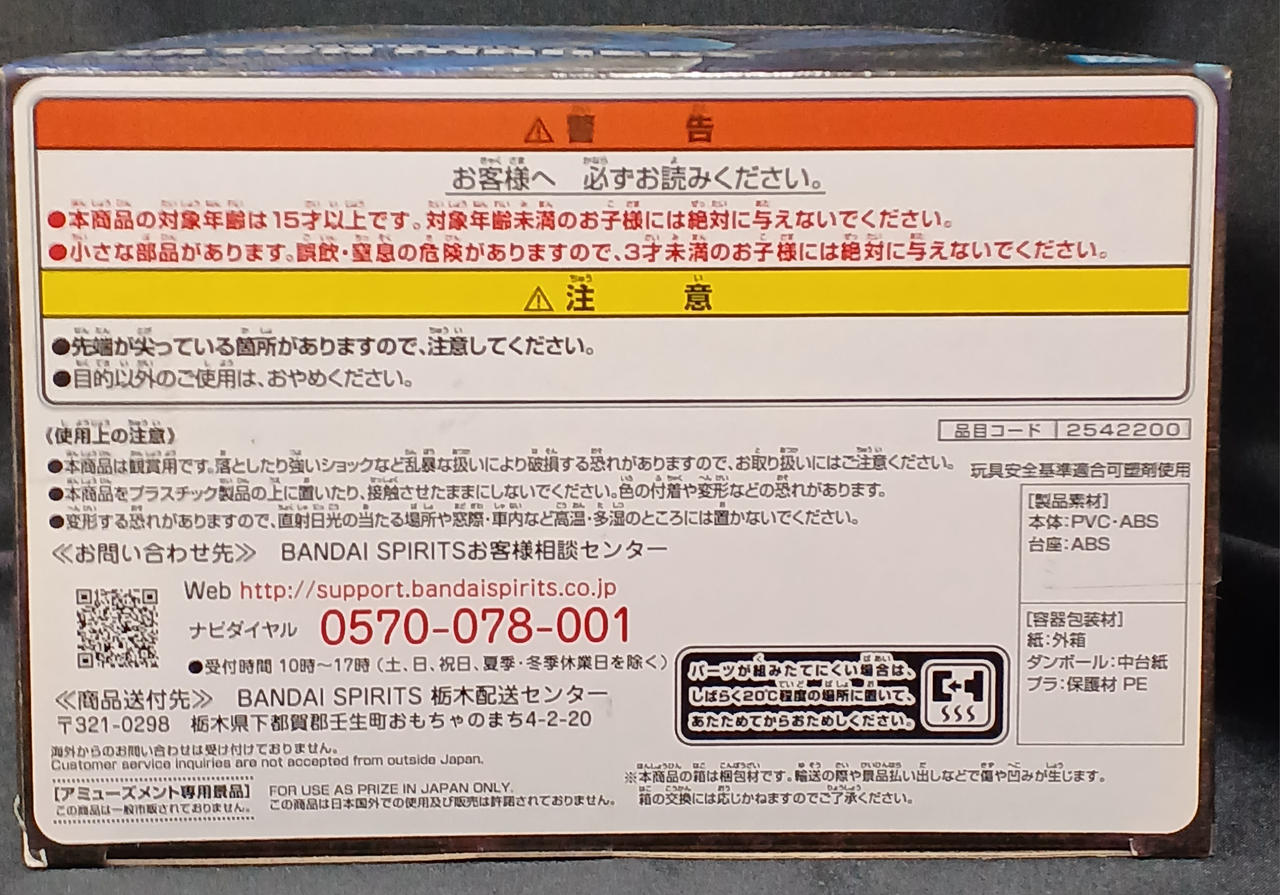 ⚠ 警告
お客様へ 必ずお読みください。
●本商品の対象年齢は15才以上です。対象年齢未満のお子様には絶対に与えないでください。
●小さな部品があります。誤飲・窒息の危険がありますので、3才未満のお子様には絶対に与えないでください。
⚠ 注意
●先端が尖っている箇所がありますので、注意してください。
●目的以外のご使用は、おやめください。
《使用上の注意》
品目コード 2542200
●本商品は観賞用です。落としたり強いショックなど乱暴な扱いにより破損する恐れがありますので、お取り扱いにはご注意ください。
●本商品をプラスチック製品の上に置いたり、接触させたままにしないでください。色の付着や変形などの恐れがあります。
●変形する恐れがありますので、直射日光の当たる場所や窓際・車内など高温・多湿のところには置かないでください。
玩具安全基準適合可塑剤使用
[製品素材]
本体:PVC・ABS
台座:ABS
[容器包装材]
紙:外箱
ダンボール:中台紙
プラ:保護材 PE
≪お問い合わせ先≫ BANDAI SPIRITSお客様相談センター
Web http://support.bandaispirits.co.jp
ナビダイヤル 0570-078-001
●受付時間 10時～17時（土、日、祝日、夏季・冬季休業日を除く）
≪商品送付先≫ BANDAI SPIRITS 栃木配送センター
〒321-0298 栃木県下都賀郡壬生町おもちゃのまち4-2-20
パーツが組みたてにくい場合は、
しばらく20℃程度の場所に置いて、
あたためてからおためしください。
海外からのお問い合わせは受け付けておりません。
Customer service inquiries are not accepted from outside Japan.
[アミューズメント専用景品]
この商品は一般市販されておりません。
FOR USE AS PRIZE IN JAPAN ONLY.
この商品は日本国外での使用及び販売は許諾されておりません。
※本商品の箱は梱包材です。輸送の際や景品払い出しなどで傷や凹みが生じます。
箱の交換には応じかねますのでご了承ください。